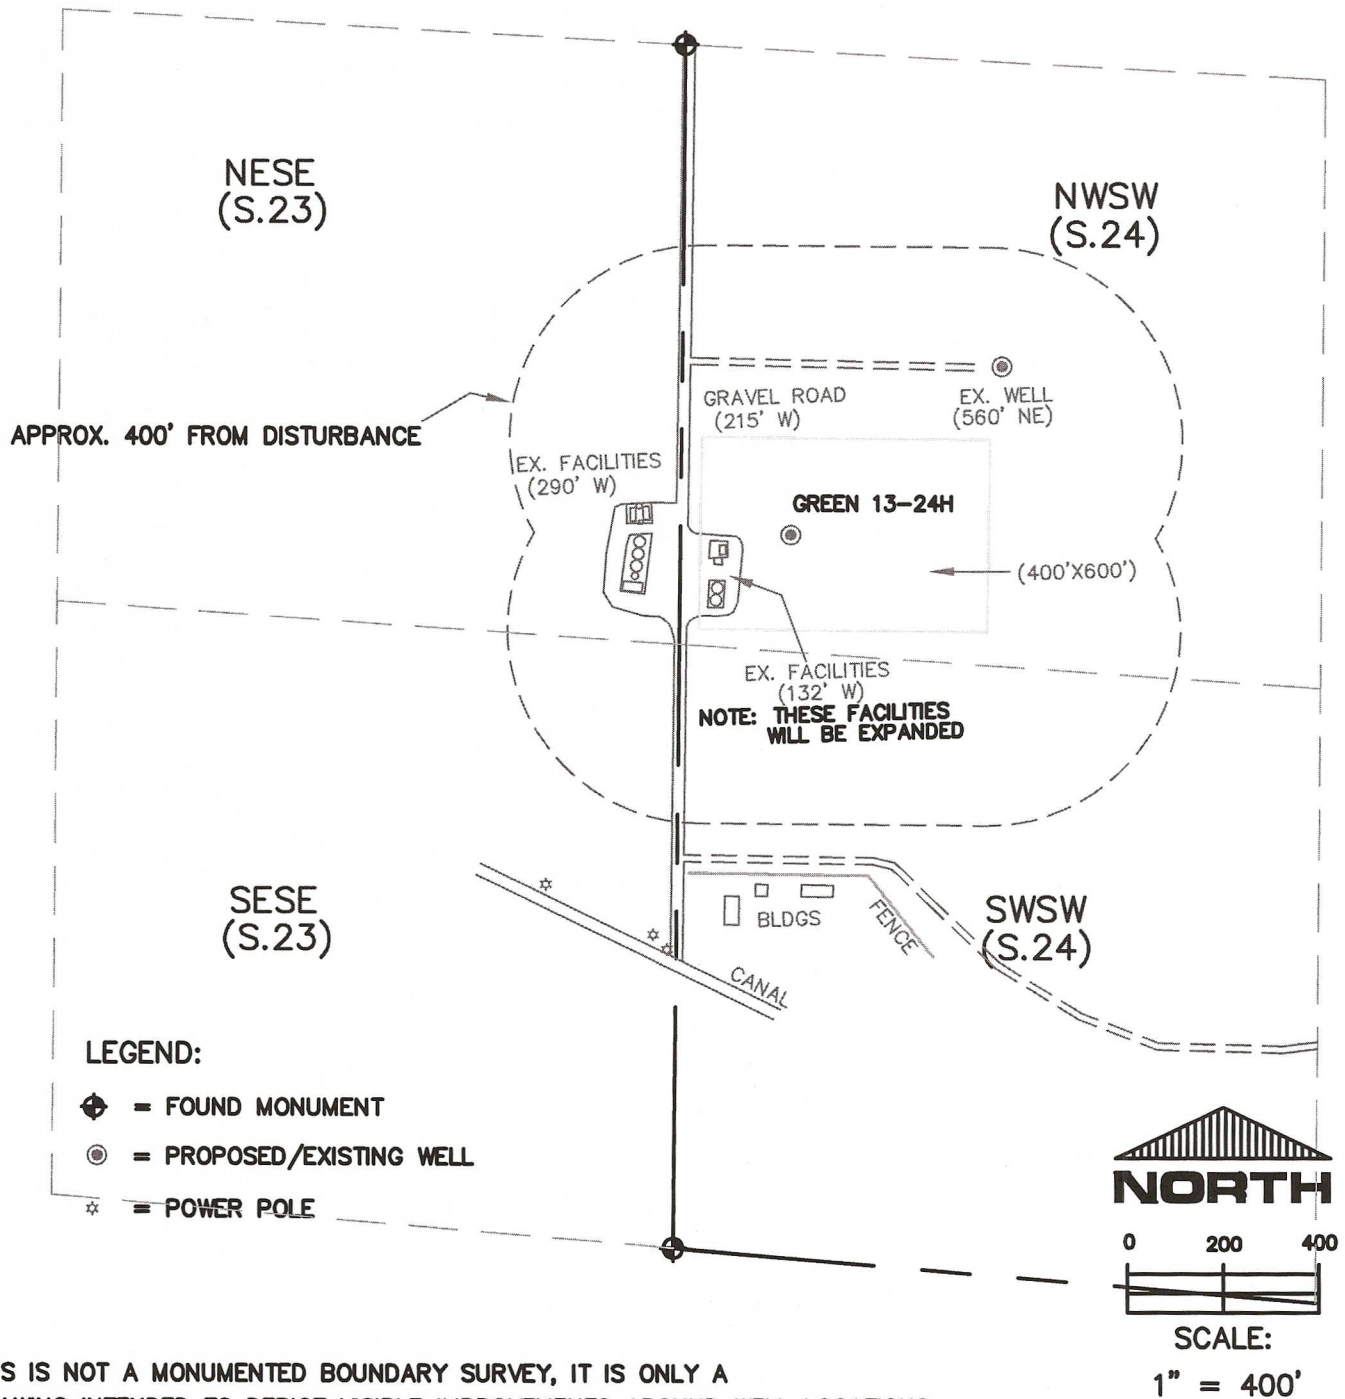 NESE
(S.23)
NWSW
(S.24)
APPROX. 400' FROM DISTURBANCE
GRAVEL ROAD
(215' W)
EX. WELL
(560' NE)
EX. FACILITIES
(290' W)
GREEN 13-24H
(400'X600')
EX. FACILITIES
(132' W)
NOTE: THESE FACILITIES
WILL BE EXPANDED
SESE
(S.23)
BLDGS
FENCE
SWSW
(S.24)
CANAL
LEGEND:
= FOUND MONUMENT
= PROPOSED/EXISTING WELL
= POWER POLE
NORTH
0 200 400
SCALE:
1" = 400'
S IS NOT A MONUMENTED BOUNDARY SURVEY, IT IS ONLY A